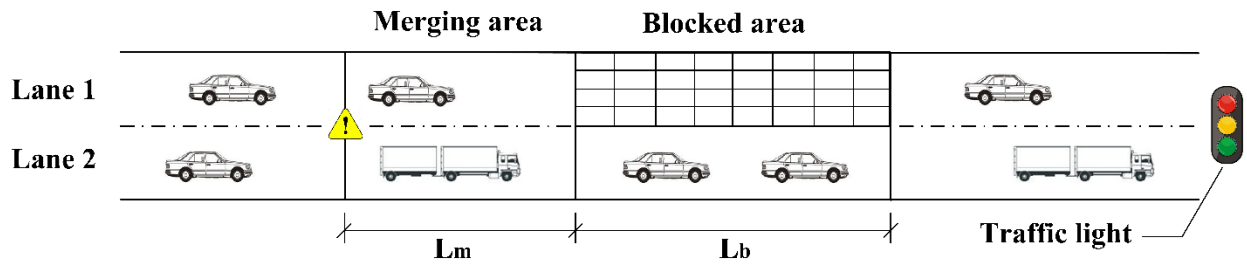 Merging area
Blocked area
Lane 1
!
Lane 2
Lm
Lb
Traffic light